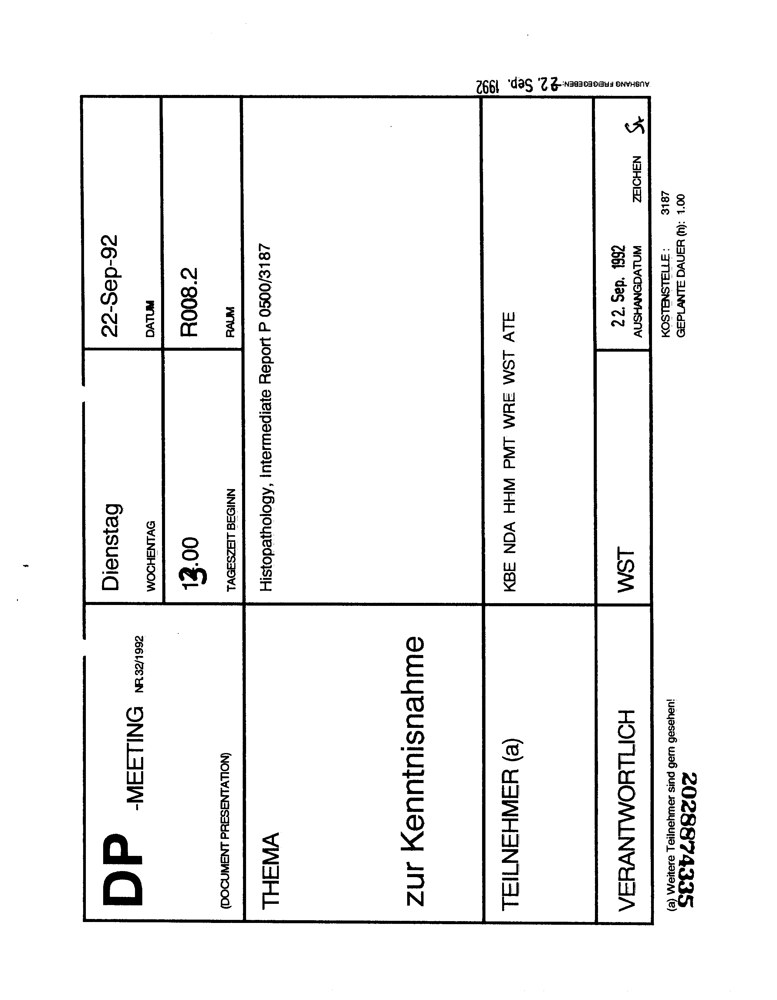 DP -MEETING NR.32/1992
(DOCUMENT PRESENTATION)
Dienstag
WOCHENTAG
22-Sep-92
DATUM
13.00
TAGESZEIT BEGINN
R008.2
RAUM
THEMA
Histopathology, Intermediate Report P 0500/3187
zur Kenntnisnahme
TEILNEHMER (a)
KBE NDA HHM PMT WRE WST ATE
VERANTWORTLICH
WST
22. Sep. 1992
AUSHANGDATUM
ZEICHEN
(a) Weitere Teilnehmer sind gern gesehen!
KOSTENSTELLE : 3187
GEPLANTE DAUER (h): 1.00
2028874335
AUSHANG FREIGEGEBEN: 22. Sep. 1992